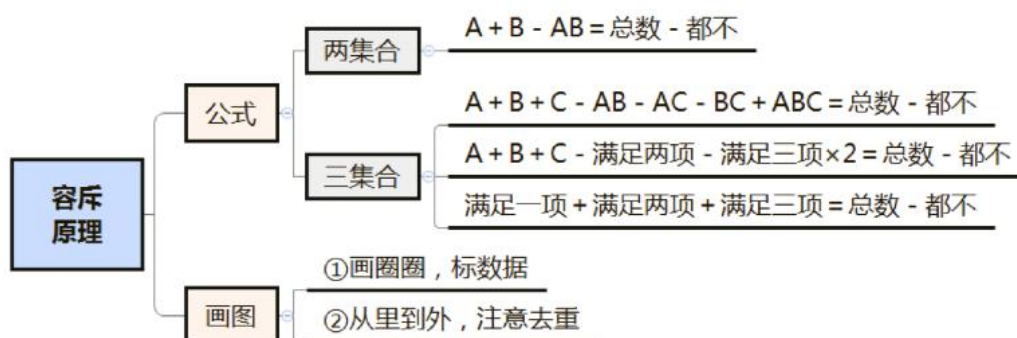 容斥
原理
公式
两集合
A + B - AB = 总数 - 都不
三集合
A + B + C - AB - AC - BC + ABC = 总数 - 都不
A + B + C - 满足两项 - 满足三项×2 = 总数 - 都不
满足一项 + 满足两项 + 满足三项 = 总数 - 都不
画图
①画圈圈，标数据
②从里到外，注意去重